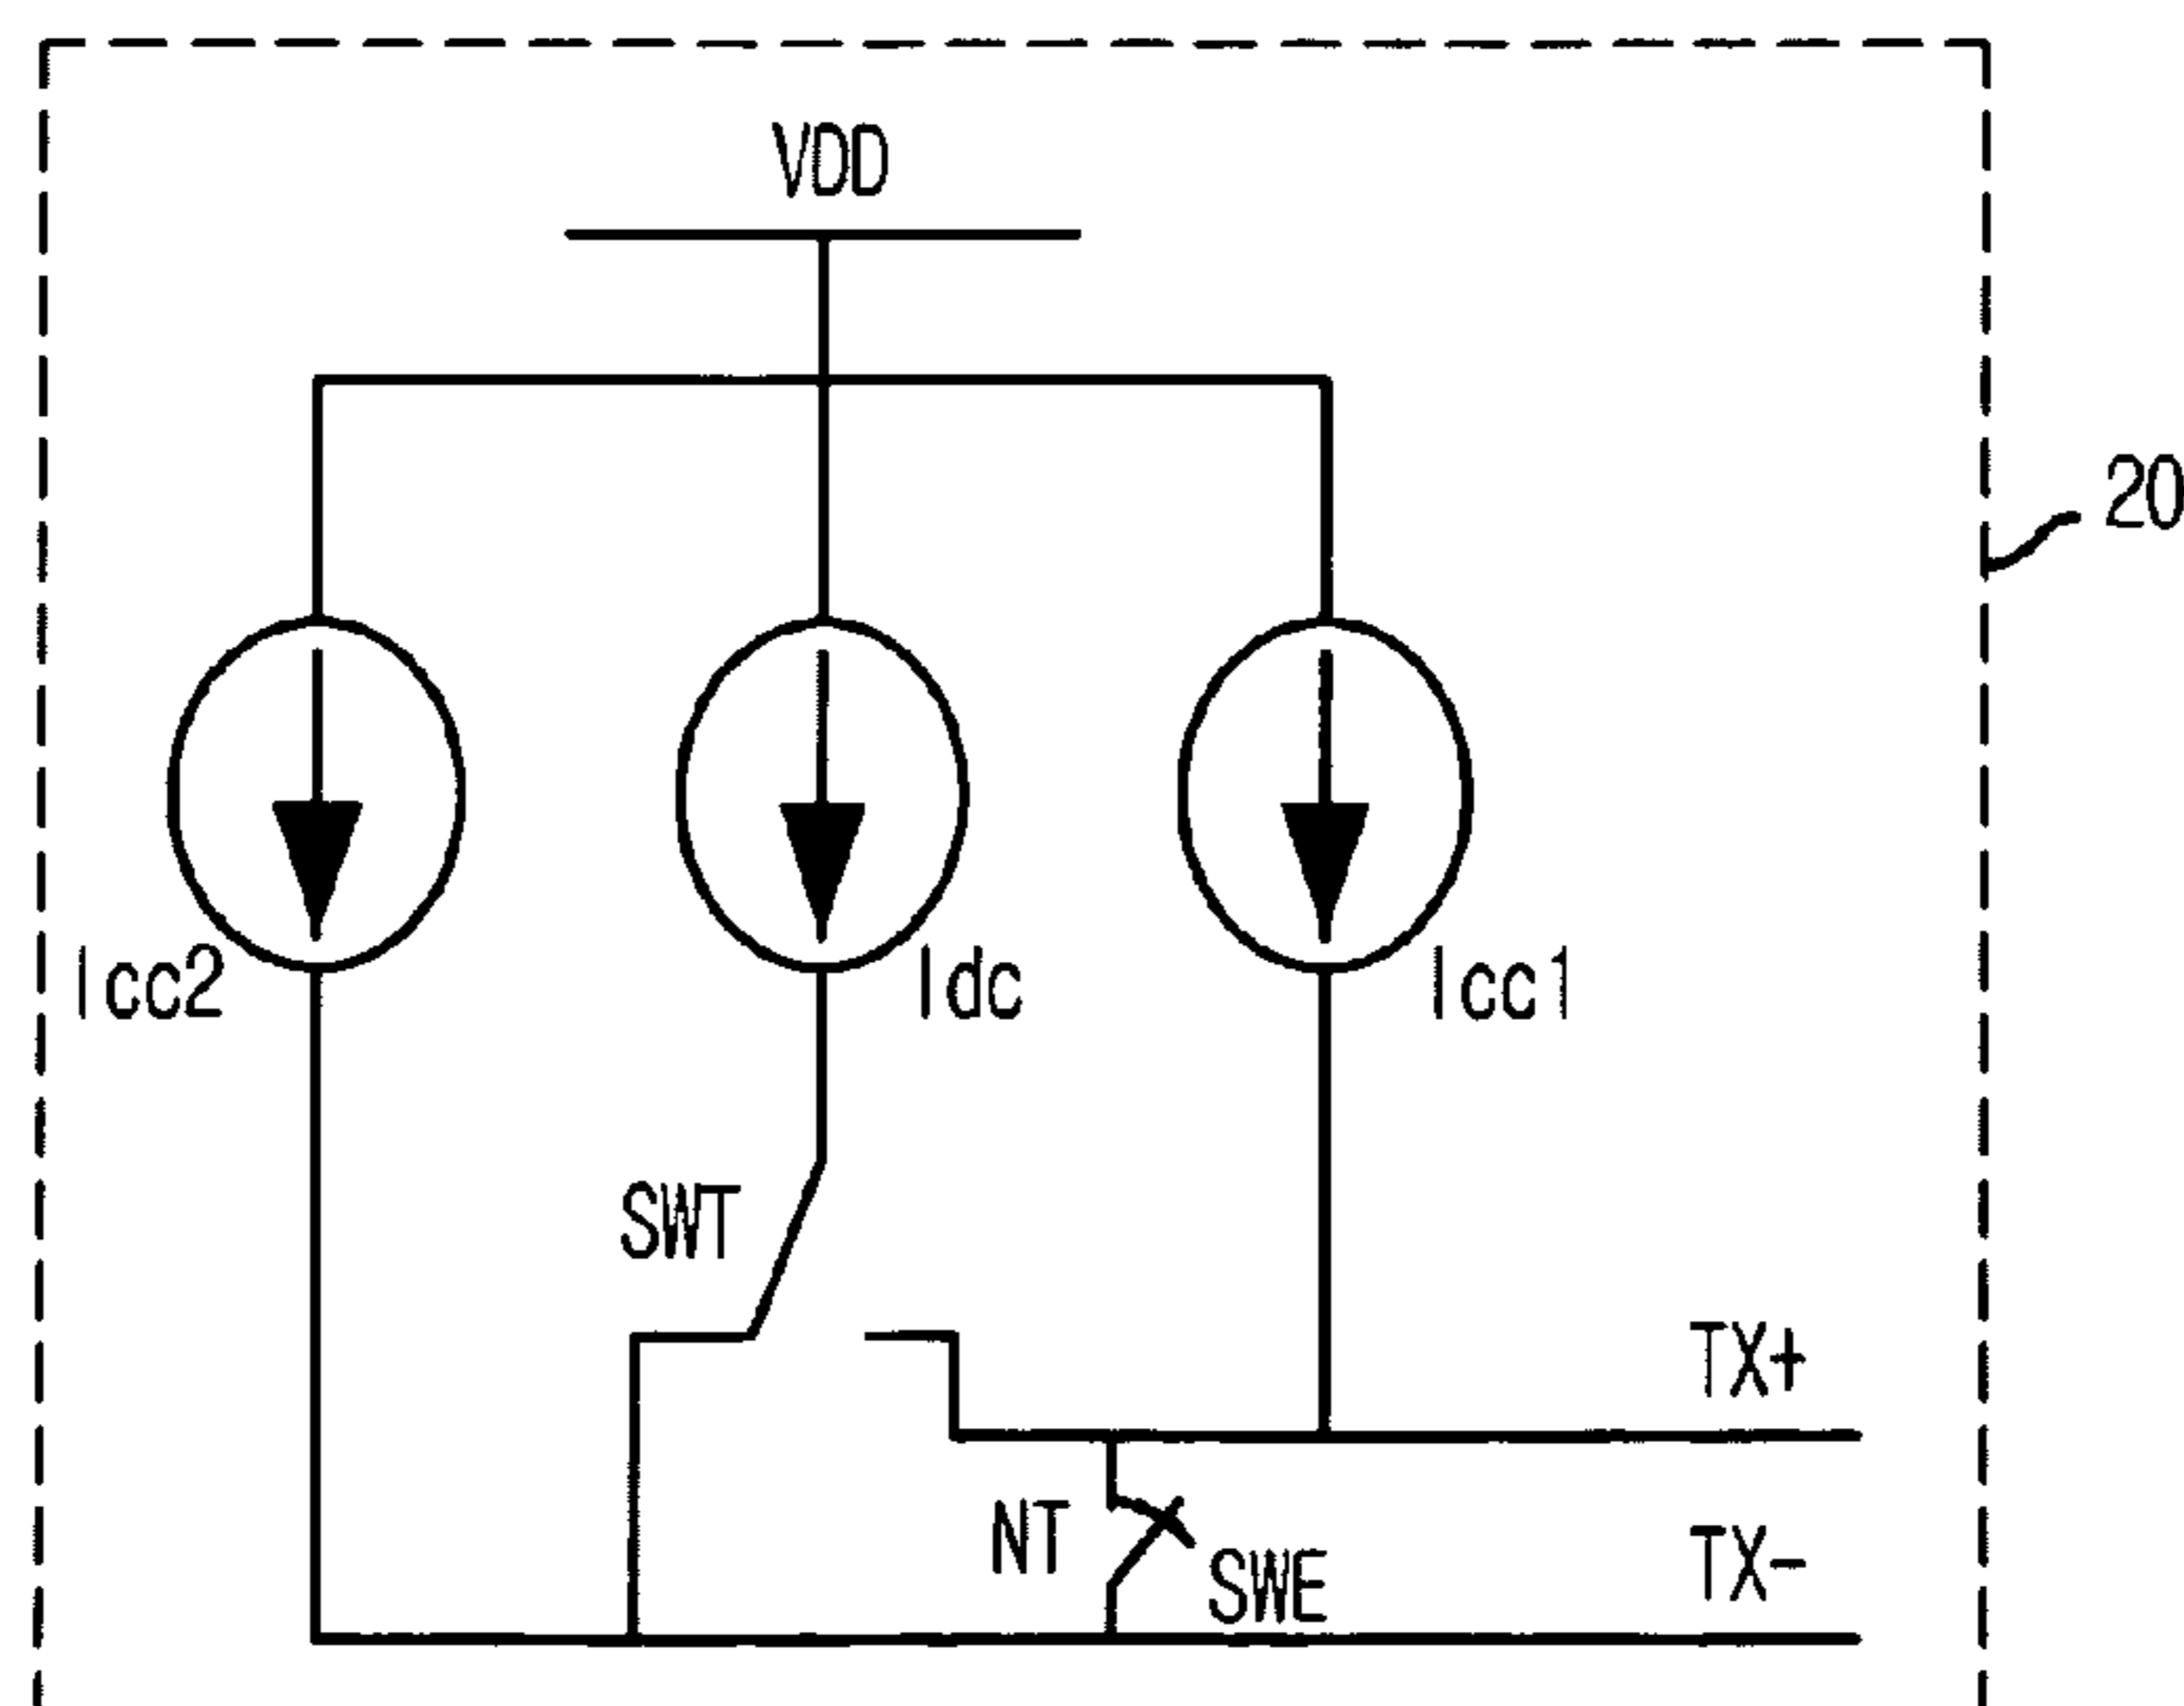 VDD
20
Icc2
Idc
Icc1
SWT
TX+
NT
SWE
TX-